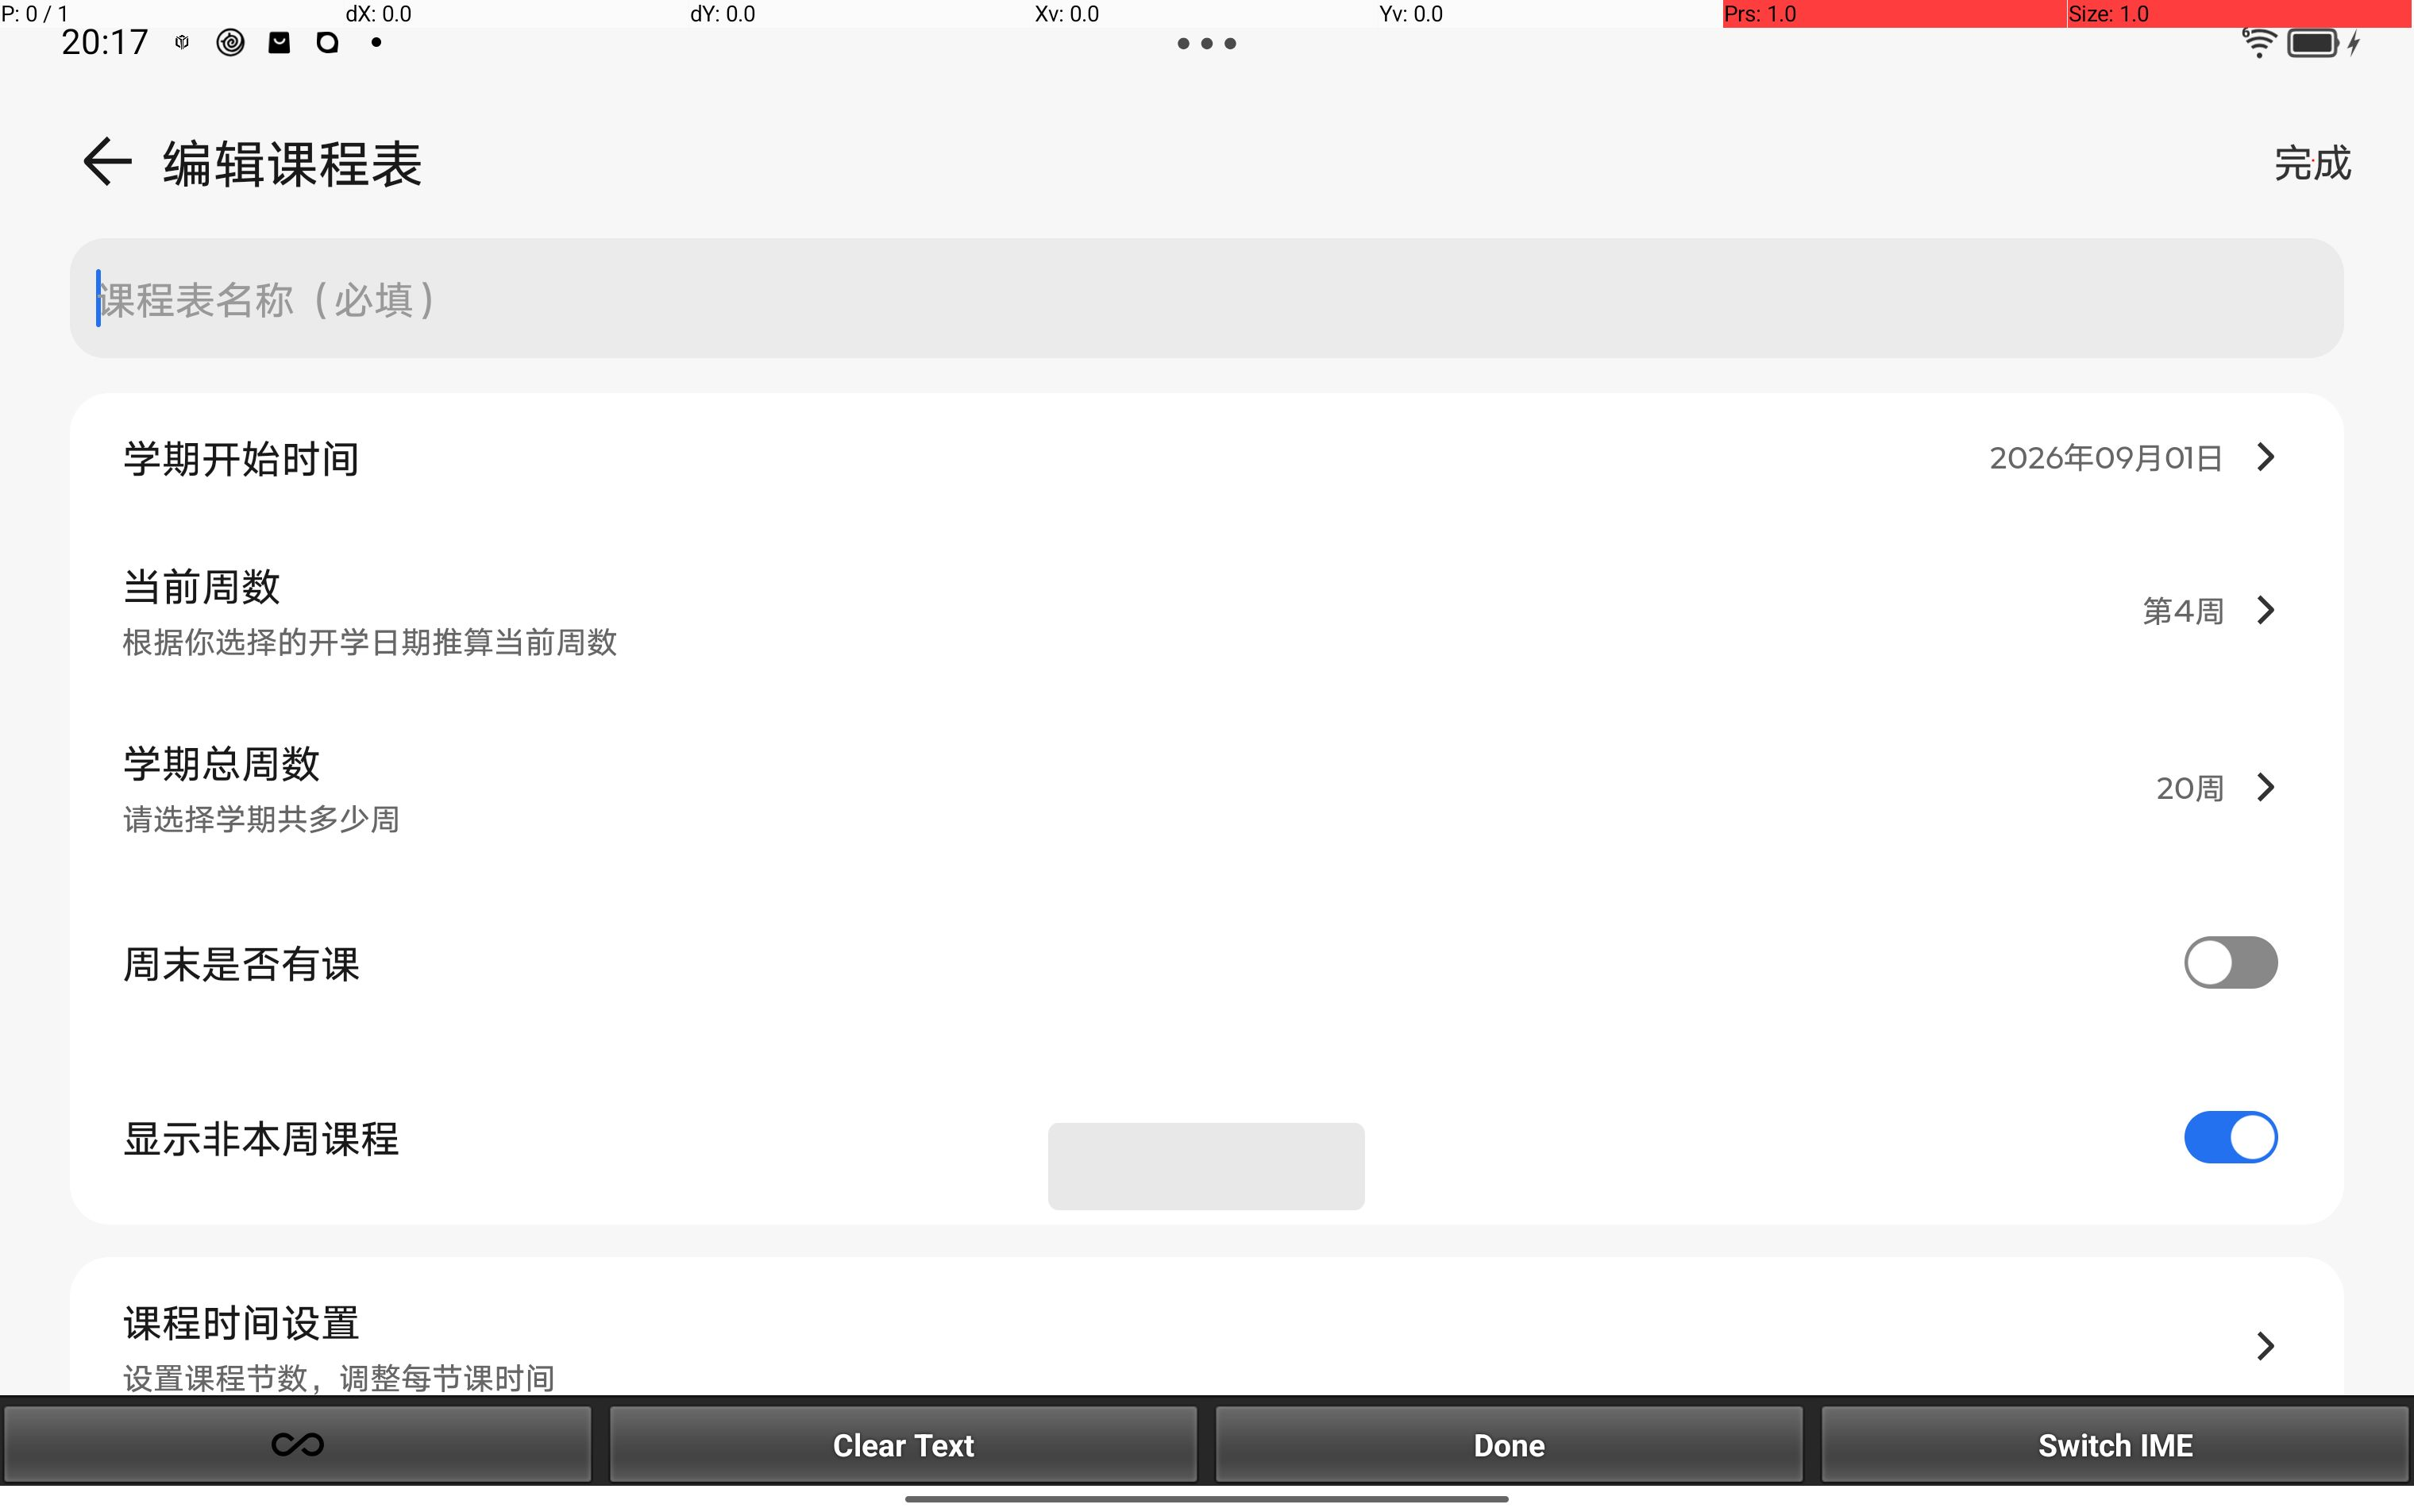 P: 0 / 1
dX: 0.0
dY: 0.0
Xv: 0.0
Yv: 0.0
Prs: 1.0
Size: 1.0
20:17
6
编辑课程表
完成
课程表名称（必填）
学期开始时间
2026年09月01日
当前周数
根据你选择的开学日期推算当前周数
第4周
学期总周数
请选择学期共多少周
20周
周末是否有课
显示非本周课程
课程时间设置
设置课程节数，调整每节课时间
Clear Text
Done
Switch IME